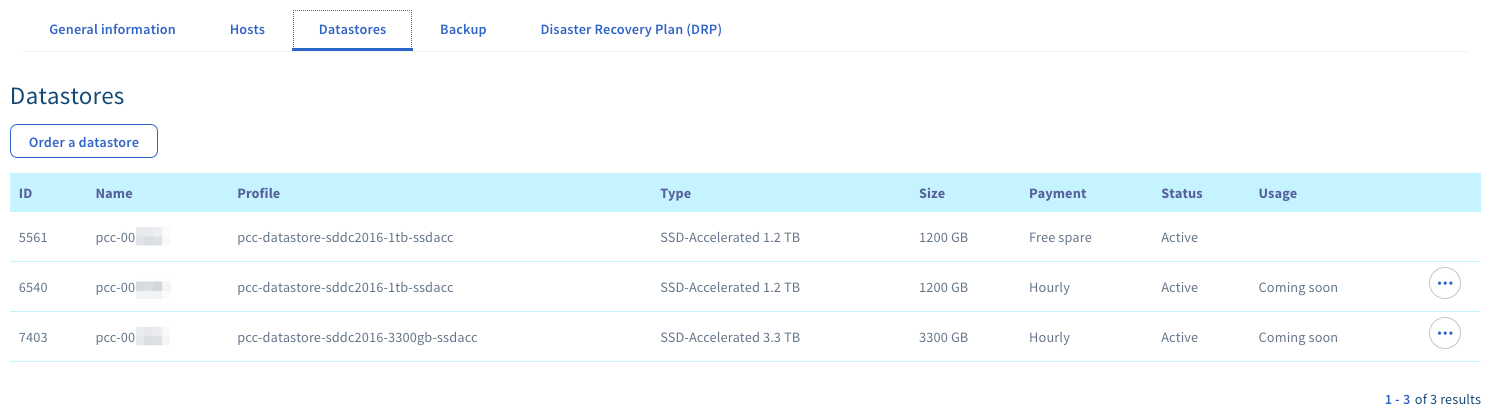 General information Hosts Datastores Backup Disaster Recovery Plan (DRP)
Datastores
Order a datastore
ID Name Profile Type Size Payment Status Usage
5561 pcc-00 pcc-datastore-sddc2016-1tb-ssdacc SSD-Accelerated 1.2 TB 1200 GB Free spare Active
6540 pcc-00 pcc-datastore-sddc2016-1tb-ssdacc SSD-Accelerated 1.2 TB 1200 GB Hourly Active Coming soon
7403 pcc-00 pcc-datastore-sddc2016-3300gb-ssdacc SSD-Accelerated 3.3 TB 3300 GB Hourly Active Coming soon
1 - 3 of 3 results